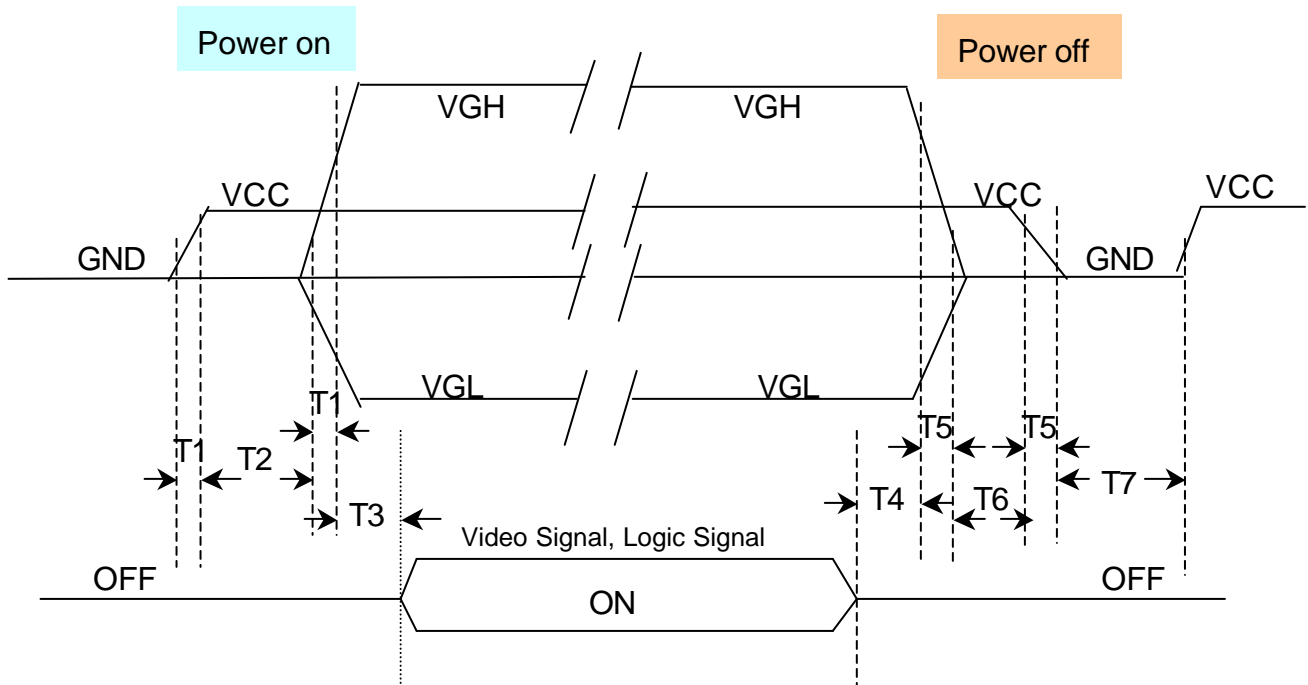 Power on
Power off
VGH
VGH
VCC
VCC
VCC
GND
GND
VGL
VGL
T1
T1
T2
T3
T5
T5
T4
T6
T7
Video Signal, Logic Signal
OFF
ON
OFF